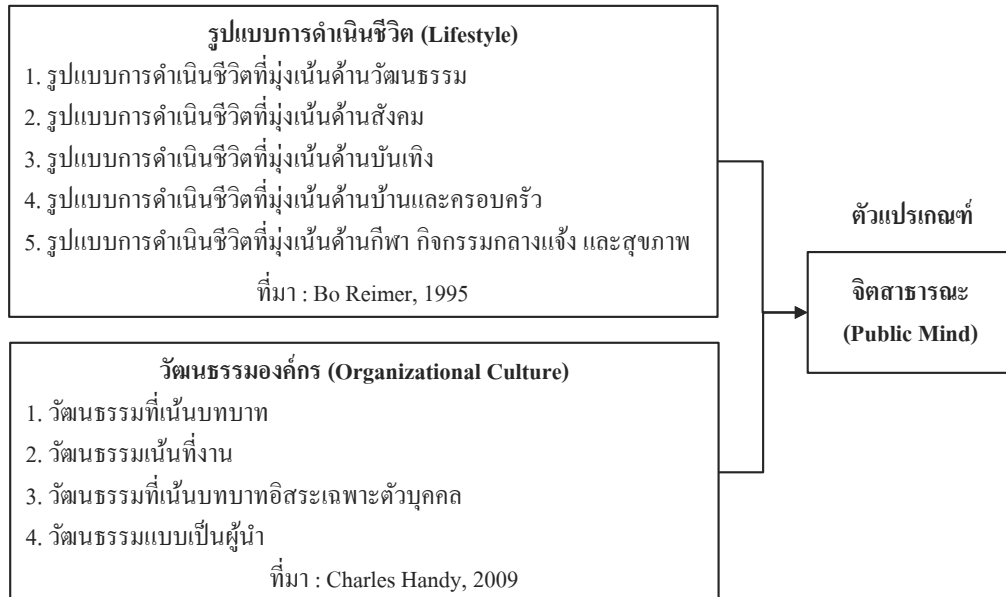 รูปแบบการดำเนินชีวิต (Lifestyle)
1. รูปแบบการดำเนินชีวิตที่มุ่งเน้นด้านวัฒนธรรม
2. รูปแบบการดำเนินชีวิตที่มุ่งเน้นด้านสังคม
3. รูปแบบการดำเนินชีวิตที่มุ่งเน้นด้านบันเทิง
4. รูปแบบการดำเนินชีวิตที่มุ่งเน้นด้านบ้านและครอบครัว
5. รูปแบบการดำเนินชีวิตที่มุ่งเน้นด้านกีฬา กิจกรรมกลางแจ้ง และสุขภาพ
ที่มา : Bo Reimer, 1995
วัฒนธรรมองค์กร (Organizational Culture)
1. วัฒนธรรมที่เน้นบทบาท
2. วัฒนธรรมเน้นที่งาน
3. วัฒนธรรมที่เน้นบทบาทอิสระเฉพาะตัวบุคคล
4. วัฒนธรรมแบบเป็นผู้นำ
ที่มา : Charles Handy, 2009
ตัวแปรเกณฑ์
จิตสาธารณะ
(Public Mind)